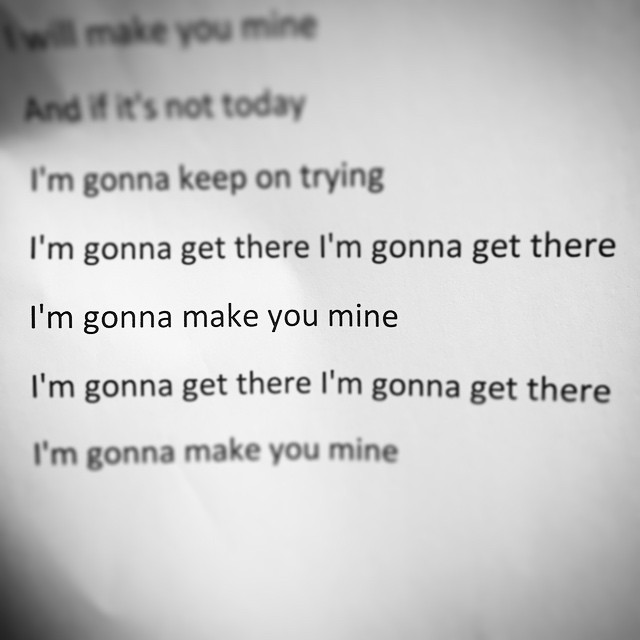 I will make you mine
And if it's not today
I'm gonna keep on trying
I'm gonna get there I'm gonna get there
I'm gonna make you mine
I'm gonna get there I'm gonna get there
I'm gonna make you mine